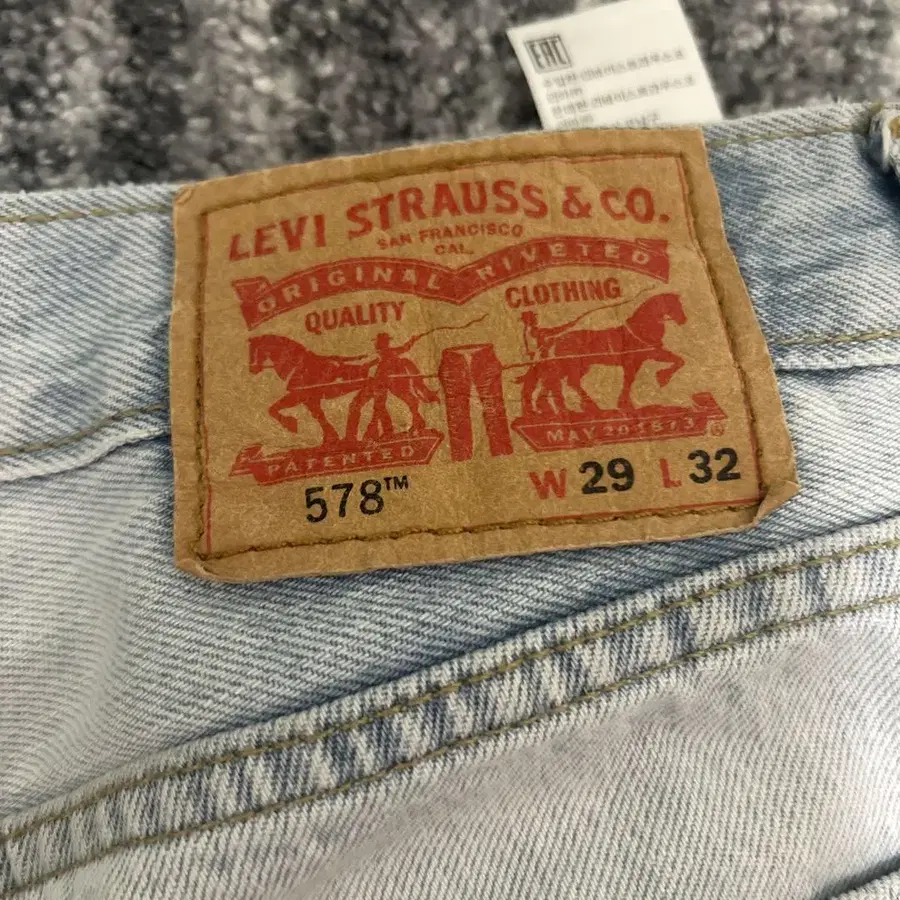 EAC
LEVI STRAUSS & CO.
SAN FRANCISCO
CAL.
ORIGINAL RIVETED
QUALITY CLOTHING
PATENTED MAY 20 1873 ®
578™ W 29 L 32